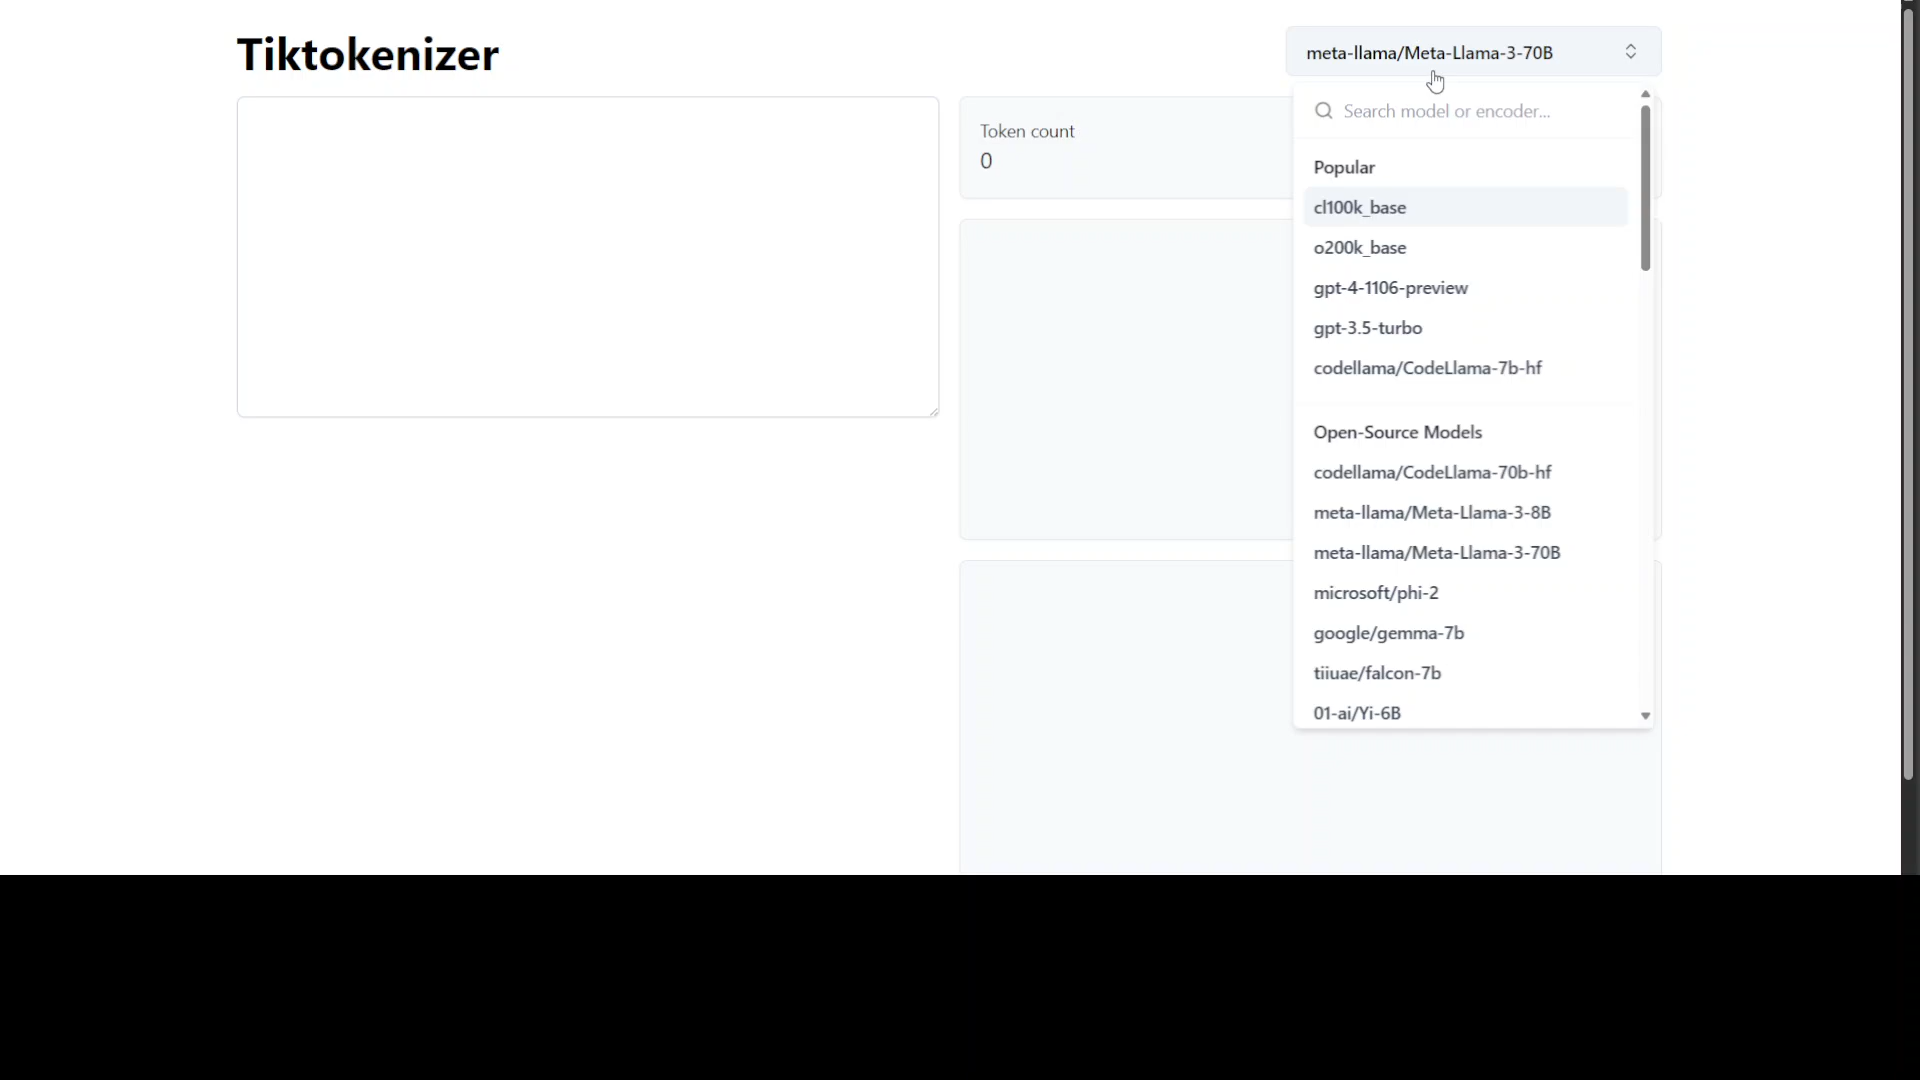 Tiktokenizer
meta-llama/Meta-Llama-3-70B
Search model or encoder...
Token count
0
Popular
cl100k_base
o200k_base
gpt-4-1106-preview
gpt-3.5-turbo
codellama/CodeLlama-7b-hf
Open-Source Models
codellama/CodeLlama-70b-hf
meta-llama/Meta-Llama-3-8B
meta-llama/Meta-Llama-3-70B
microsoft/phi-2
google/gemma-7b
tiiuae/falcon-7b
01-ai/Yi-6B